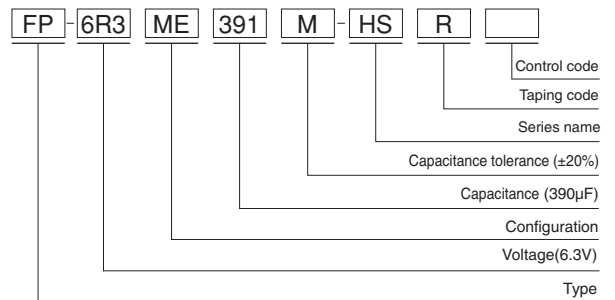 FP-6R3 ME 391 M-HS R
Control code
Taping code
Series name
Capacitance tolerance (±20%)
Capacitance (390µF)
Configuration
Voltage(6.3V)
Type